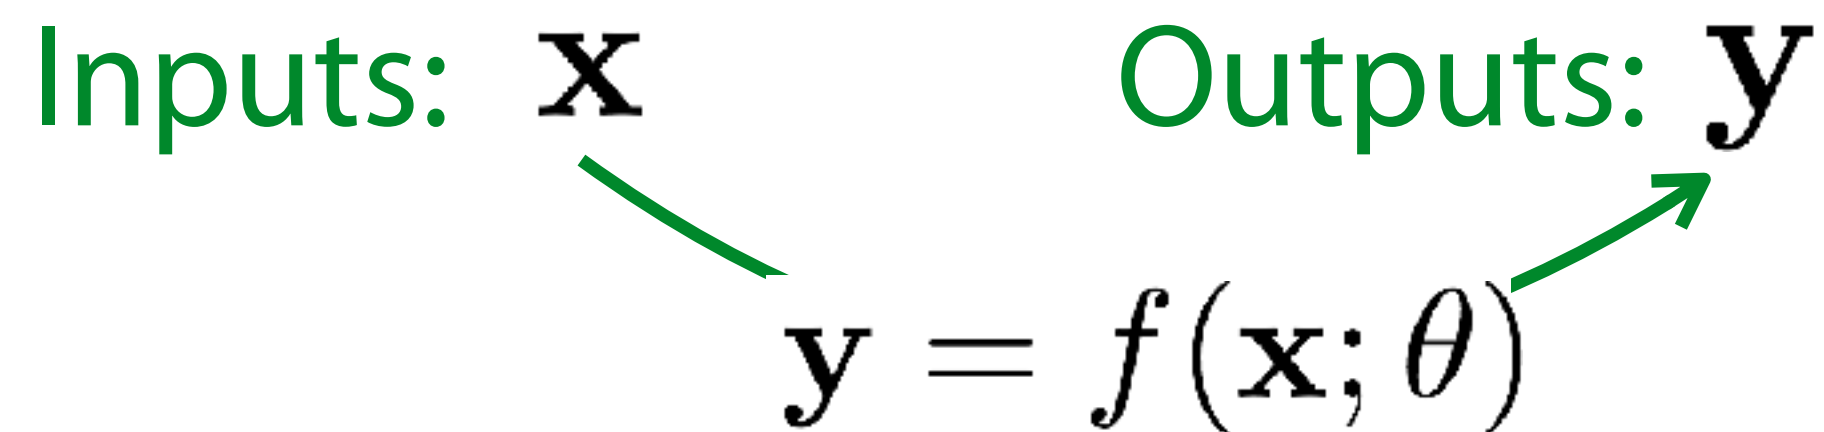 Inputs: x Outputs: y
y = f(x; θ)